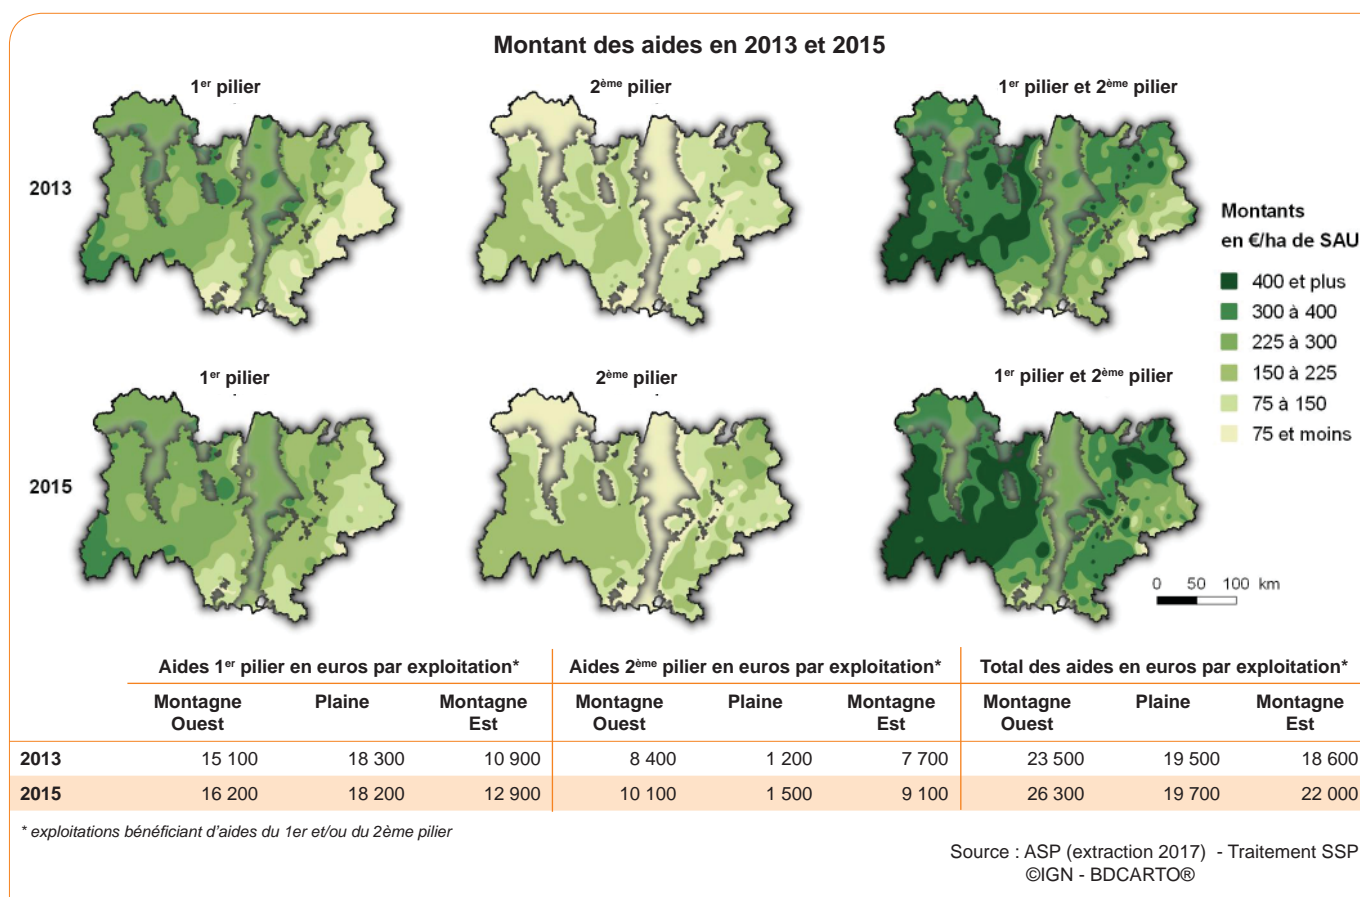 Montant des aides en 2013 et 2015
1er pilier
2ème pilier
1er pilier et 2ème pilier
2013
Montants
en €/ha de SAU
400 et plus
300 à 400
225 à 300
150 à 225
75 à 150
75 et moins
1er pilier
2ème pilier
1er pilier et 2ème pilier
2015
0 50 100 km
Aides 1er pilier en euros par exploitation* Aides 2ème pilier en euros par exploitation* Total des aides en euros par exploitation*
Montagne Ouest Plaine Montagne Est Montagne Ouest Plaine Montagne Est Montagne Ouest Plaine Montagne Est
2013 15 100 18 300 10 900 8 400 1 200 7 700 23 500 19 500 18 600
2015 16 200 18 200 12 900 10 100 1 500 9 100 26 300 19 700 22 000
* exploitations bénéficiant d'aides du 1er et/ou du 2ème pilier
Source : ASP (extraction 2017) - Traitement SSP
©IGN - BDCARTO®